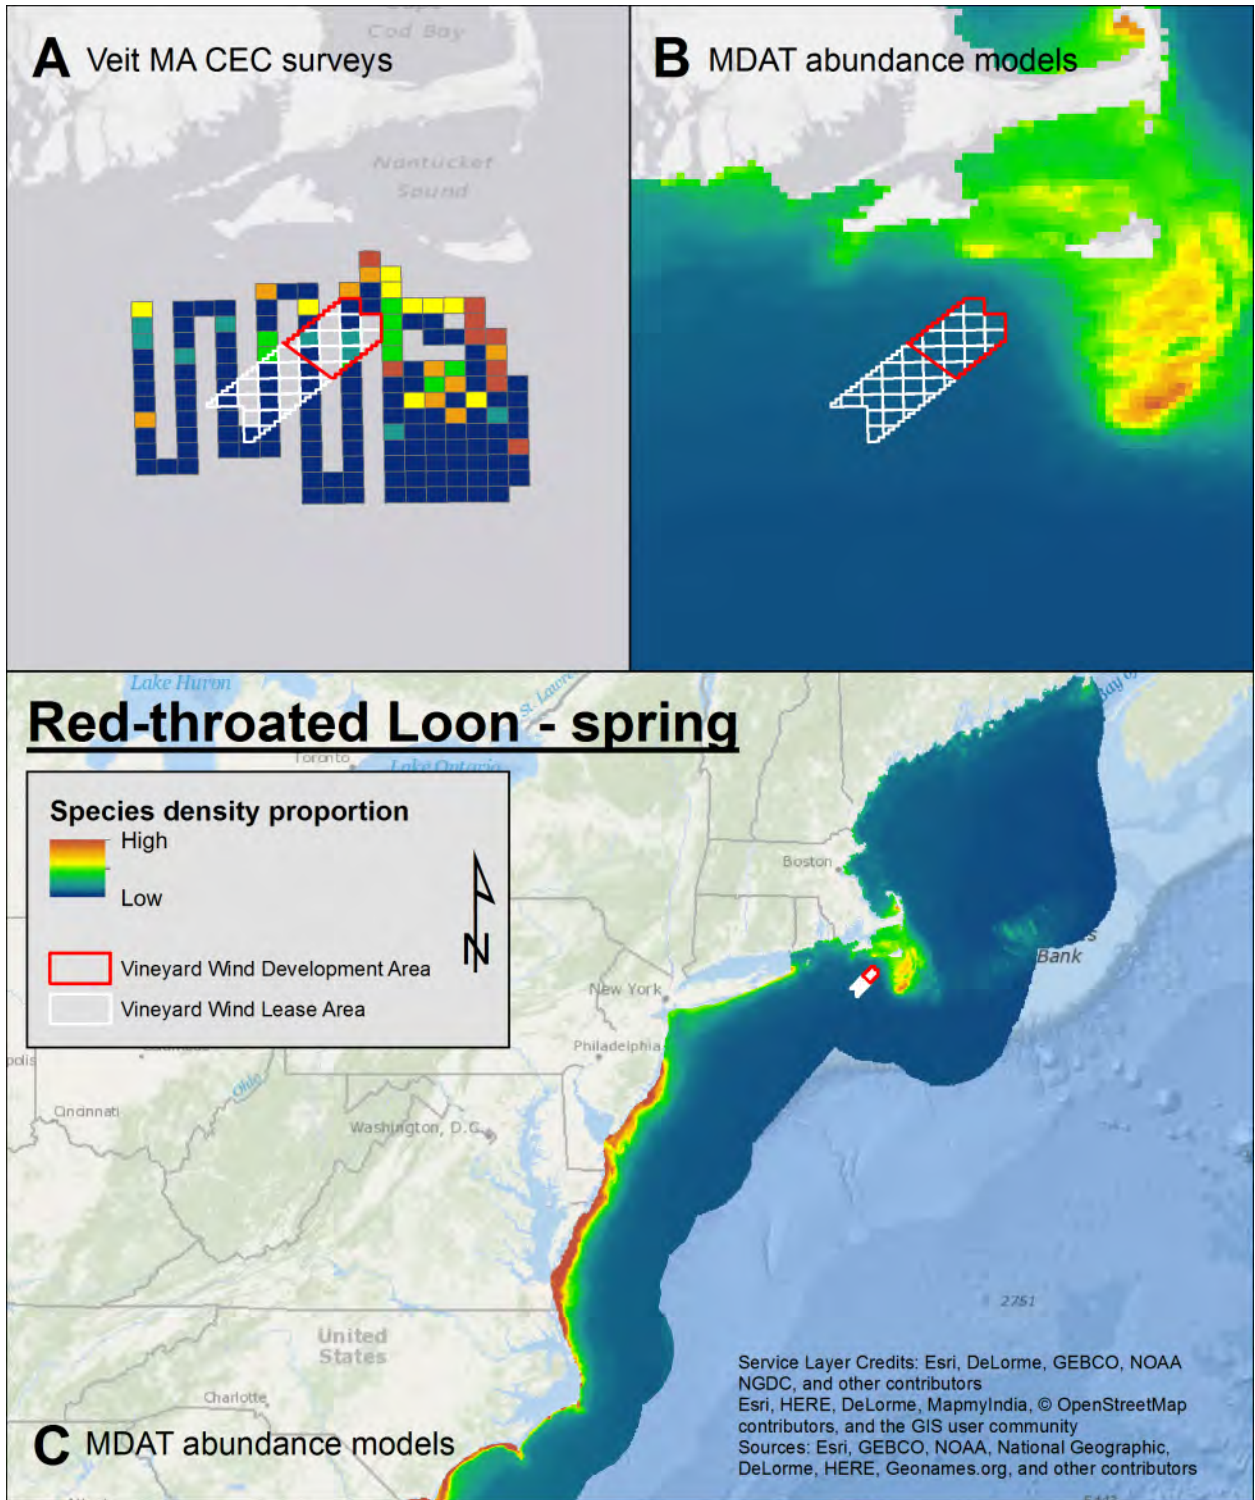 Cod Bay
A Veit MA CEC surveys
B MDAT abundance models
Nantucket
Sound
Lake Huron
St. Lawre
Bay of
Red-throated Loon - spring
Toronto
Lake Ontario
Species density proportion
High
Low
N
Vineyard Wind Development Area
Vineyard Wind Lease Area
Boston
Bank
New York
Philadelphia
Ohio
Cincinnati
Washington, D.C.
2751
United
States
Charlotte
Service Layer Credits: Esri, DeLorme, GEBCO, NOAA
NGDC, and other contributors
Esri, HERE, DeLorme, MapmyIndia, © OpenStreetMap
contributors, and the GIS user community
Sources: Esri, GEBCO, NOAA, National Geographic,
DeLorme, HERE, Geonames.org, and other contributors
C MDAT abundance models